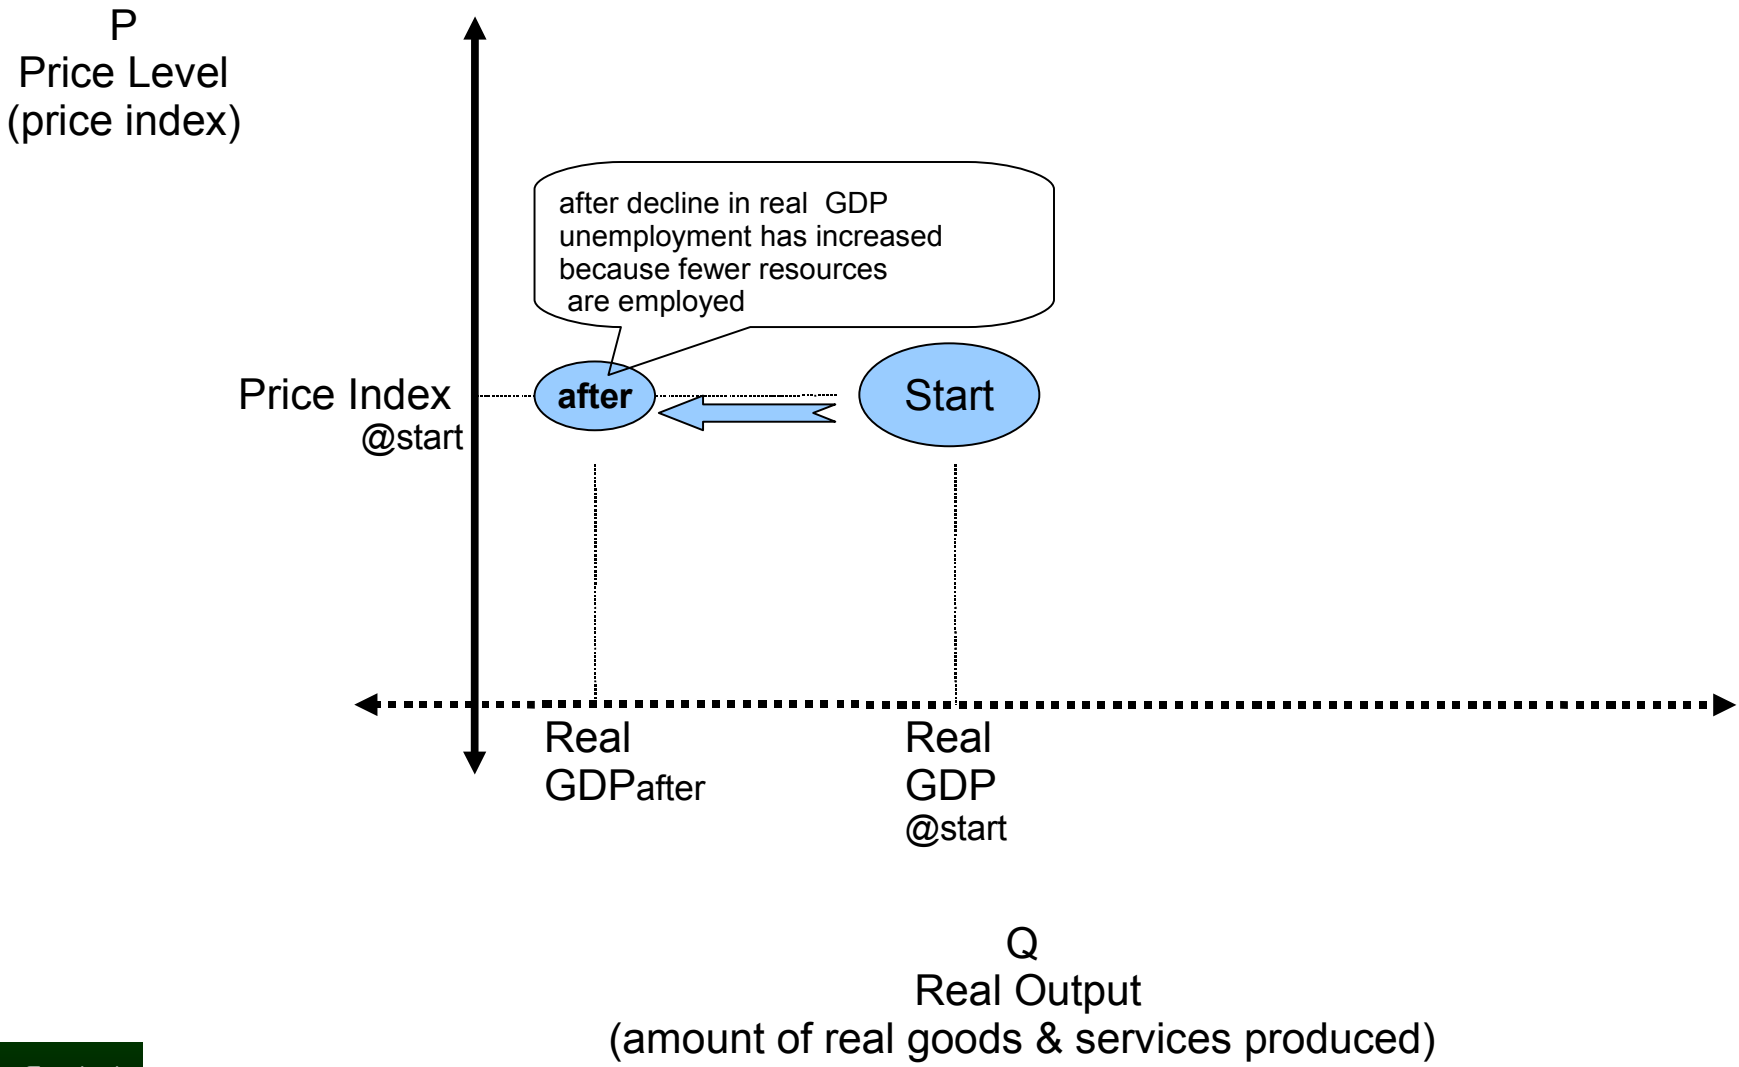 P
Price Level
(price index)
after decline in real  GDP
unemployment has increased
because fewer resources
are employed
Price Index
@start
after
Start
Real
GDPafter
Real
GDP
@start
Q
Real Output
(amount of real goods & services produced)